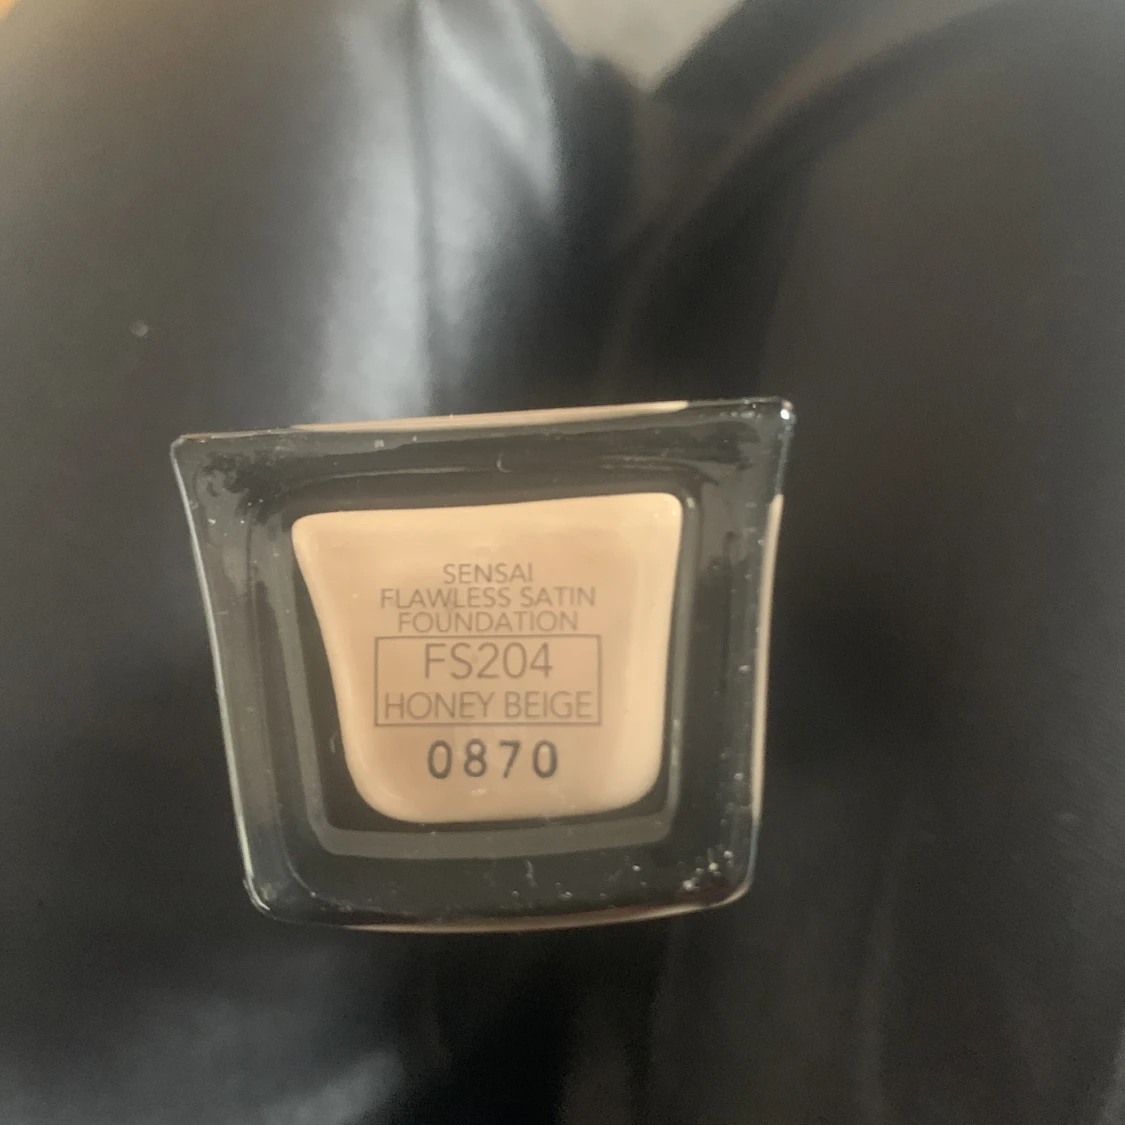 SENSAI
FLAWLESS SATIN
FOUNDATION
FS204
HONEY BEIGE
0870